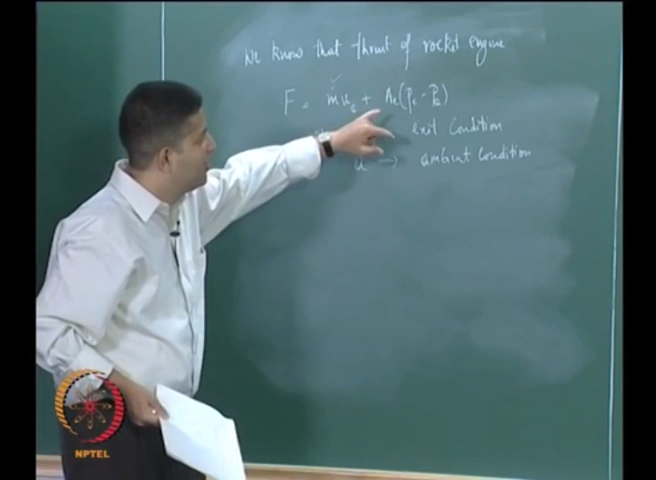 We know that thrust of rocket engine
F = ṁ u_e + A_e (P_e - P_a)
exit Condition
a → ambient Condition
NPTEL